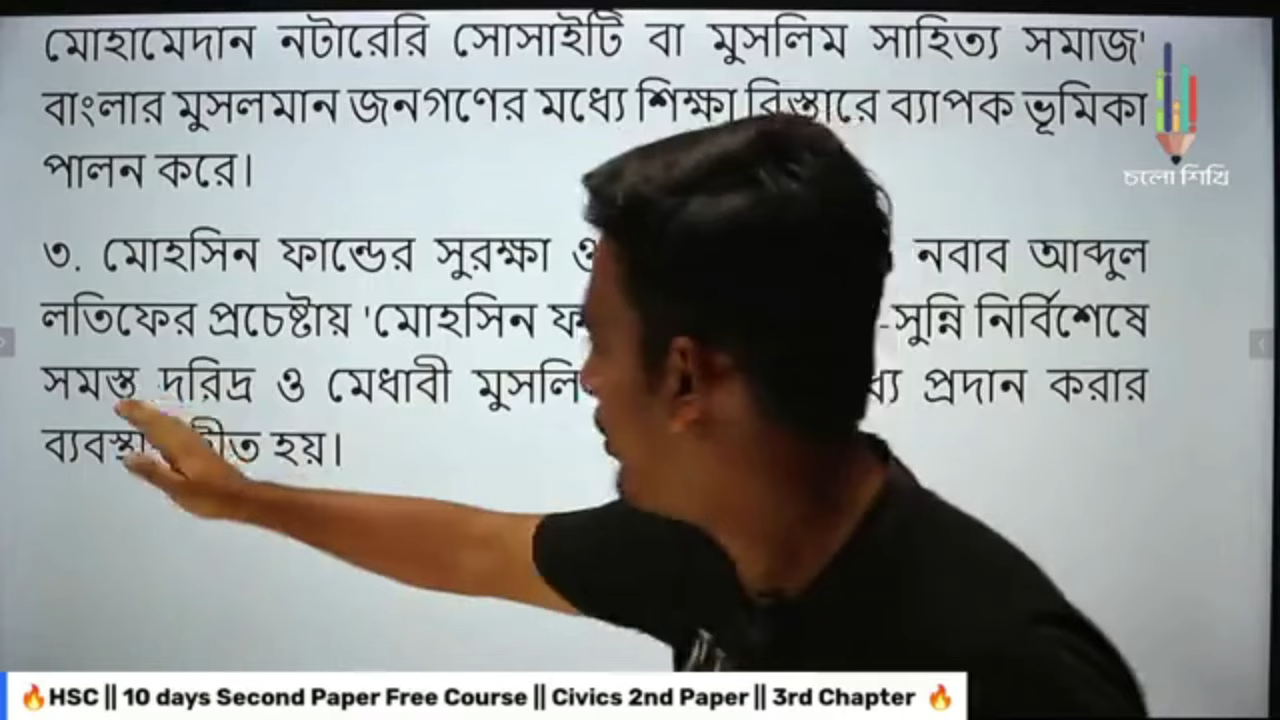 মোহামেদান নটারেরি সোসাইটি বা মুসলিম সাহিত্য সমাজ'
বাংলার মুসলমান জনগণের মধ্যে শিক্ষা বিস্তারে ব্যাপক ভূমিকা
পালন করে।
চলো শিখি
৩. মোহসিন ফান্ডের সুরক্ষা ও নবাব আব্দুল
লতিফের প্রচেষ্টায় 'মোহসিন -সুন্নি নির্বিশেষে
সমস্ত দরিদ্র ও মেধাবী প্রদান করার
হয়।
🔥HSC || 10 days Second Paper Free Course || Civics 2nd Paper || 3rd Chapter 🔥